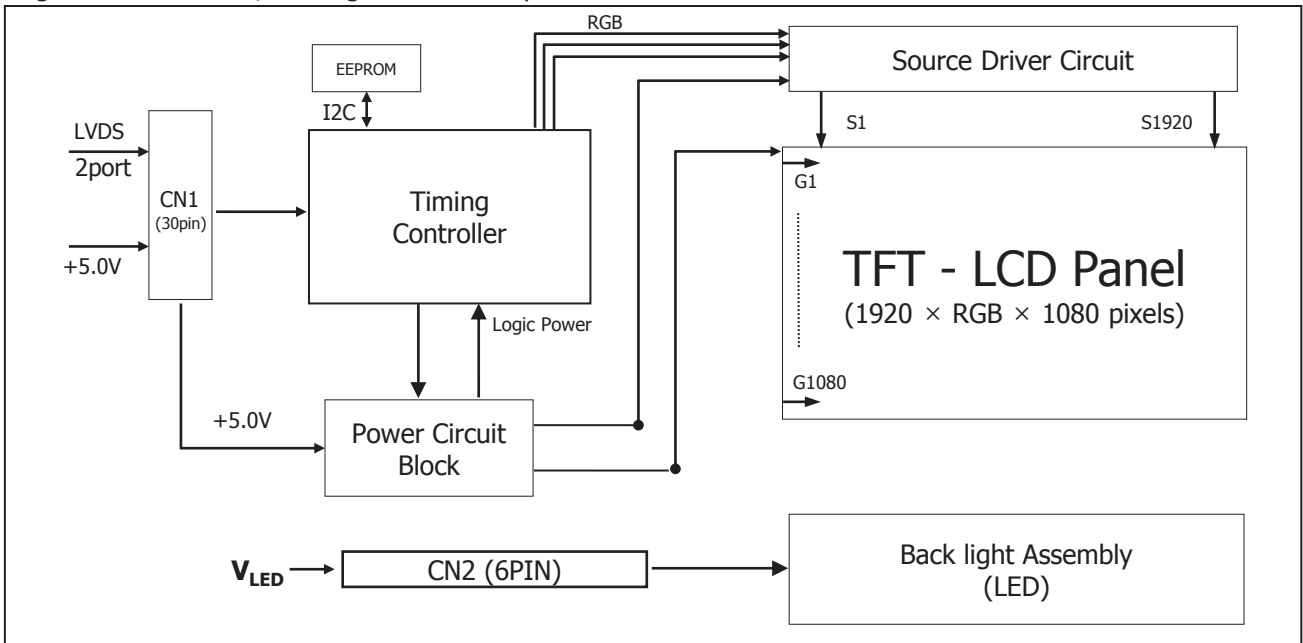 RGB
EEPROM
I2C
Source Driver Circuit
S1
S1920
LVDS
2port
CN1
(30pin)
+5.0V
Timing
Controller
G1
TFT - LCD Panel
(1920 × RGB × 1080 pixels)
G1080
Logic Power
+5.0V
Power Circuit
Block
VLED
CN2 (6PIN)
Back light Assembly
(LED)